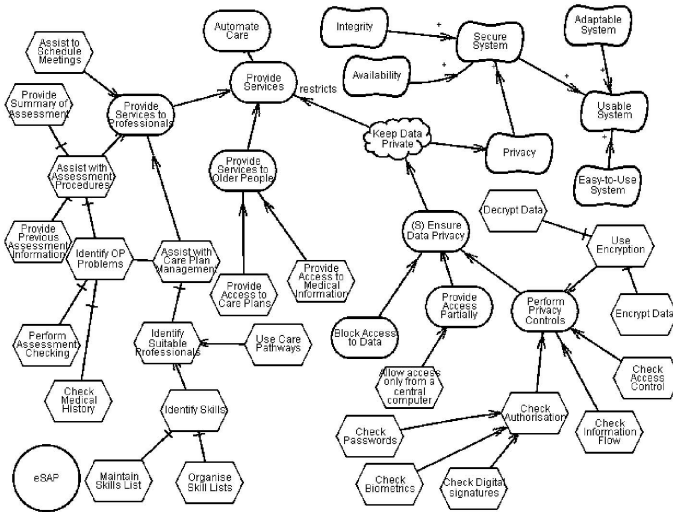 Assist to
Schedule
Meetings
Automate
Care
Integrity
Secure
System
Adaptable
System
Provide
Summary of
Assessment
Provide
Services
restricts
Availability
Provide
Services to
Professionals
Keep Data
Private
Usable
System
Privacy
Assist with
Assessment
Procedures
Provide
Services to
Older People
Easy-to-Use
System
Provide
Previous
Assessment
Information
Identify OP
Problems
Assist with
Care Plan
Management
Provide
Access to
Care Plans
Provide
Access to
Medical
Information
(S) Ensure
Data Privacy
Decrypt Data
Use
Encryption
Perform
Assessment
Checking
Identify
Suitable
Professionals
Use Care
Pathways
Block Access
to Data
Provide
Access
Partially
Perform
Privacy
Controls
Encrypt Data
Check
Medical
History
Identify Skills
Allow access
only from a
central
computer
Check
Authorisation
Check
Access
Control
Check
Information
Flow
Check
Passwords
eSAP
Maintain
Skills List
Organise
Skill Lists
Check
Biometrics
Check Digital
signatures
+
+
+
+
+
+